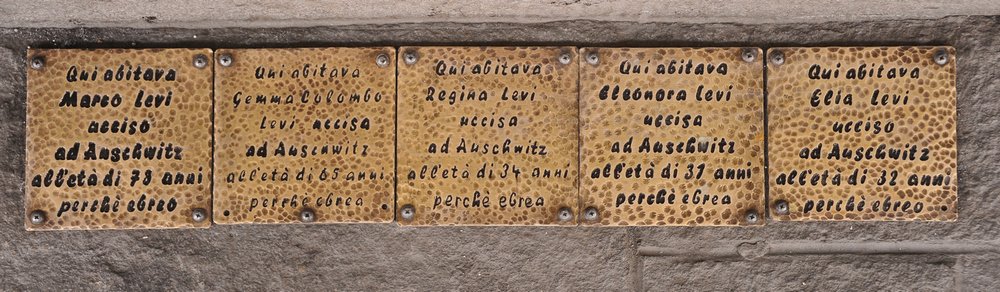 Qui abitava
Marco Levi
ucciso
ad Auschwitz
all'età di 78 anni
perchè ebreo
Qui abitava
Gemma Colombo
Levi uccisa
ad Auschwitz
all'età di 65 anni
perchè ebrea
Qui abitava
Regina Levi
uccisa
ad Auschwitz
all'età di 34 anni
perchè ebrea
Qui abitava
Eleonora Levi
uccisa
ad Auschwitz
all'età di 31 anni
perchè ebrea
Qui abitava
Elia Levi
ucciso
ad Auschwitz
all'età di 32 anni
perchè ebreo